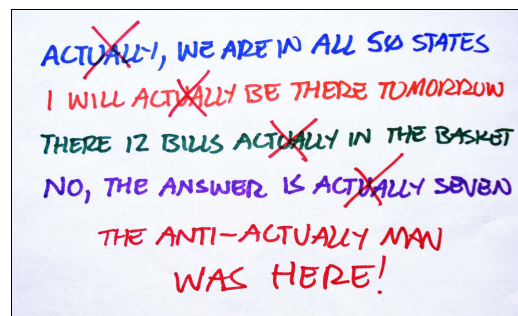 ACTUALLY, WE ARE IN ALL 50 STATES
I WILL ACTUALLY BE THERE TOMORROW
THERE 12 BILLS ACTUALLY IN THE BASKET
NO, THE ANSWER IS ACTUALLY SEVEN
THE ANTI-ACTUALLY MAN
WAS HERE!